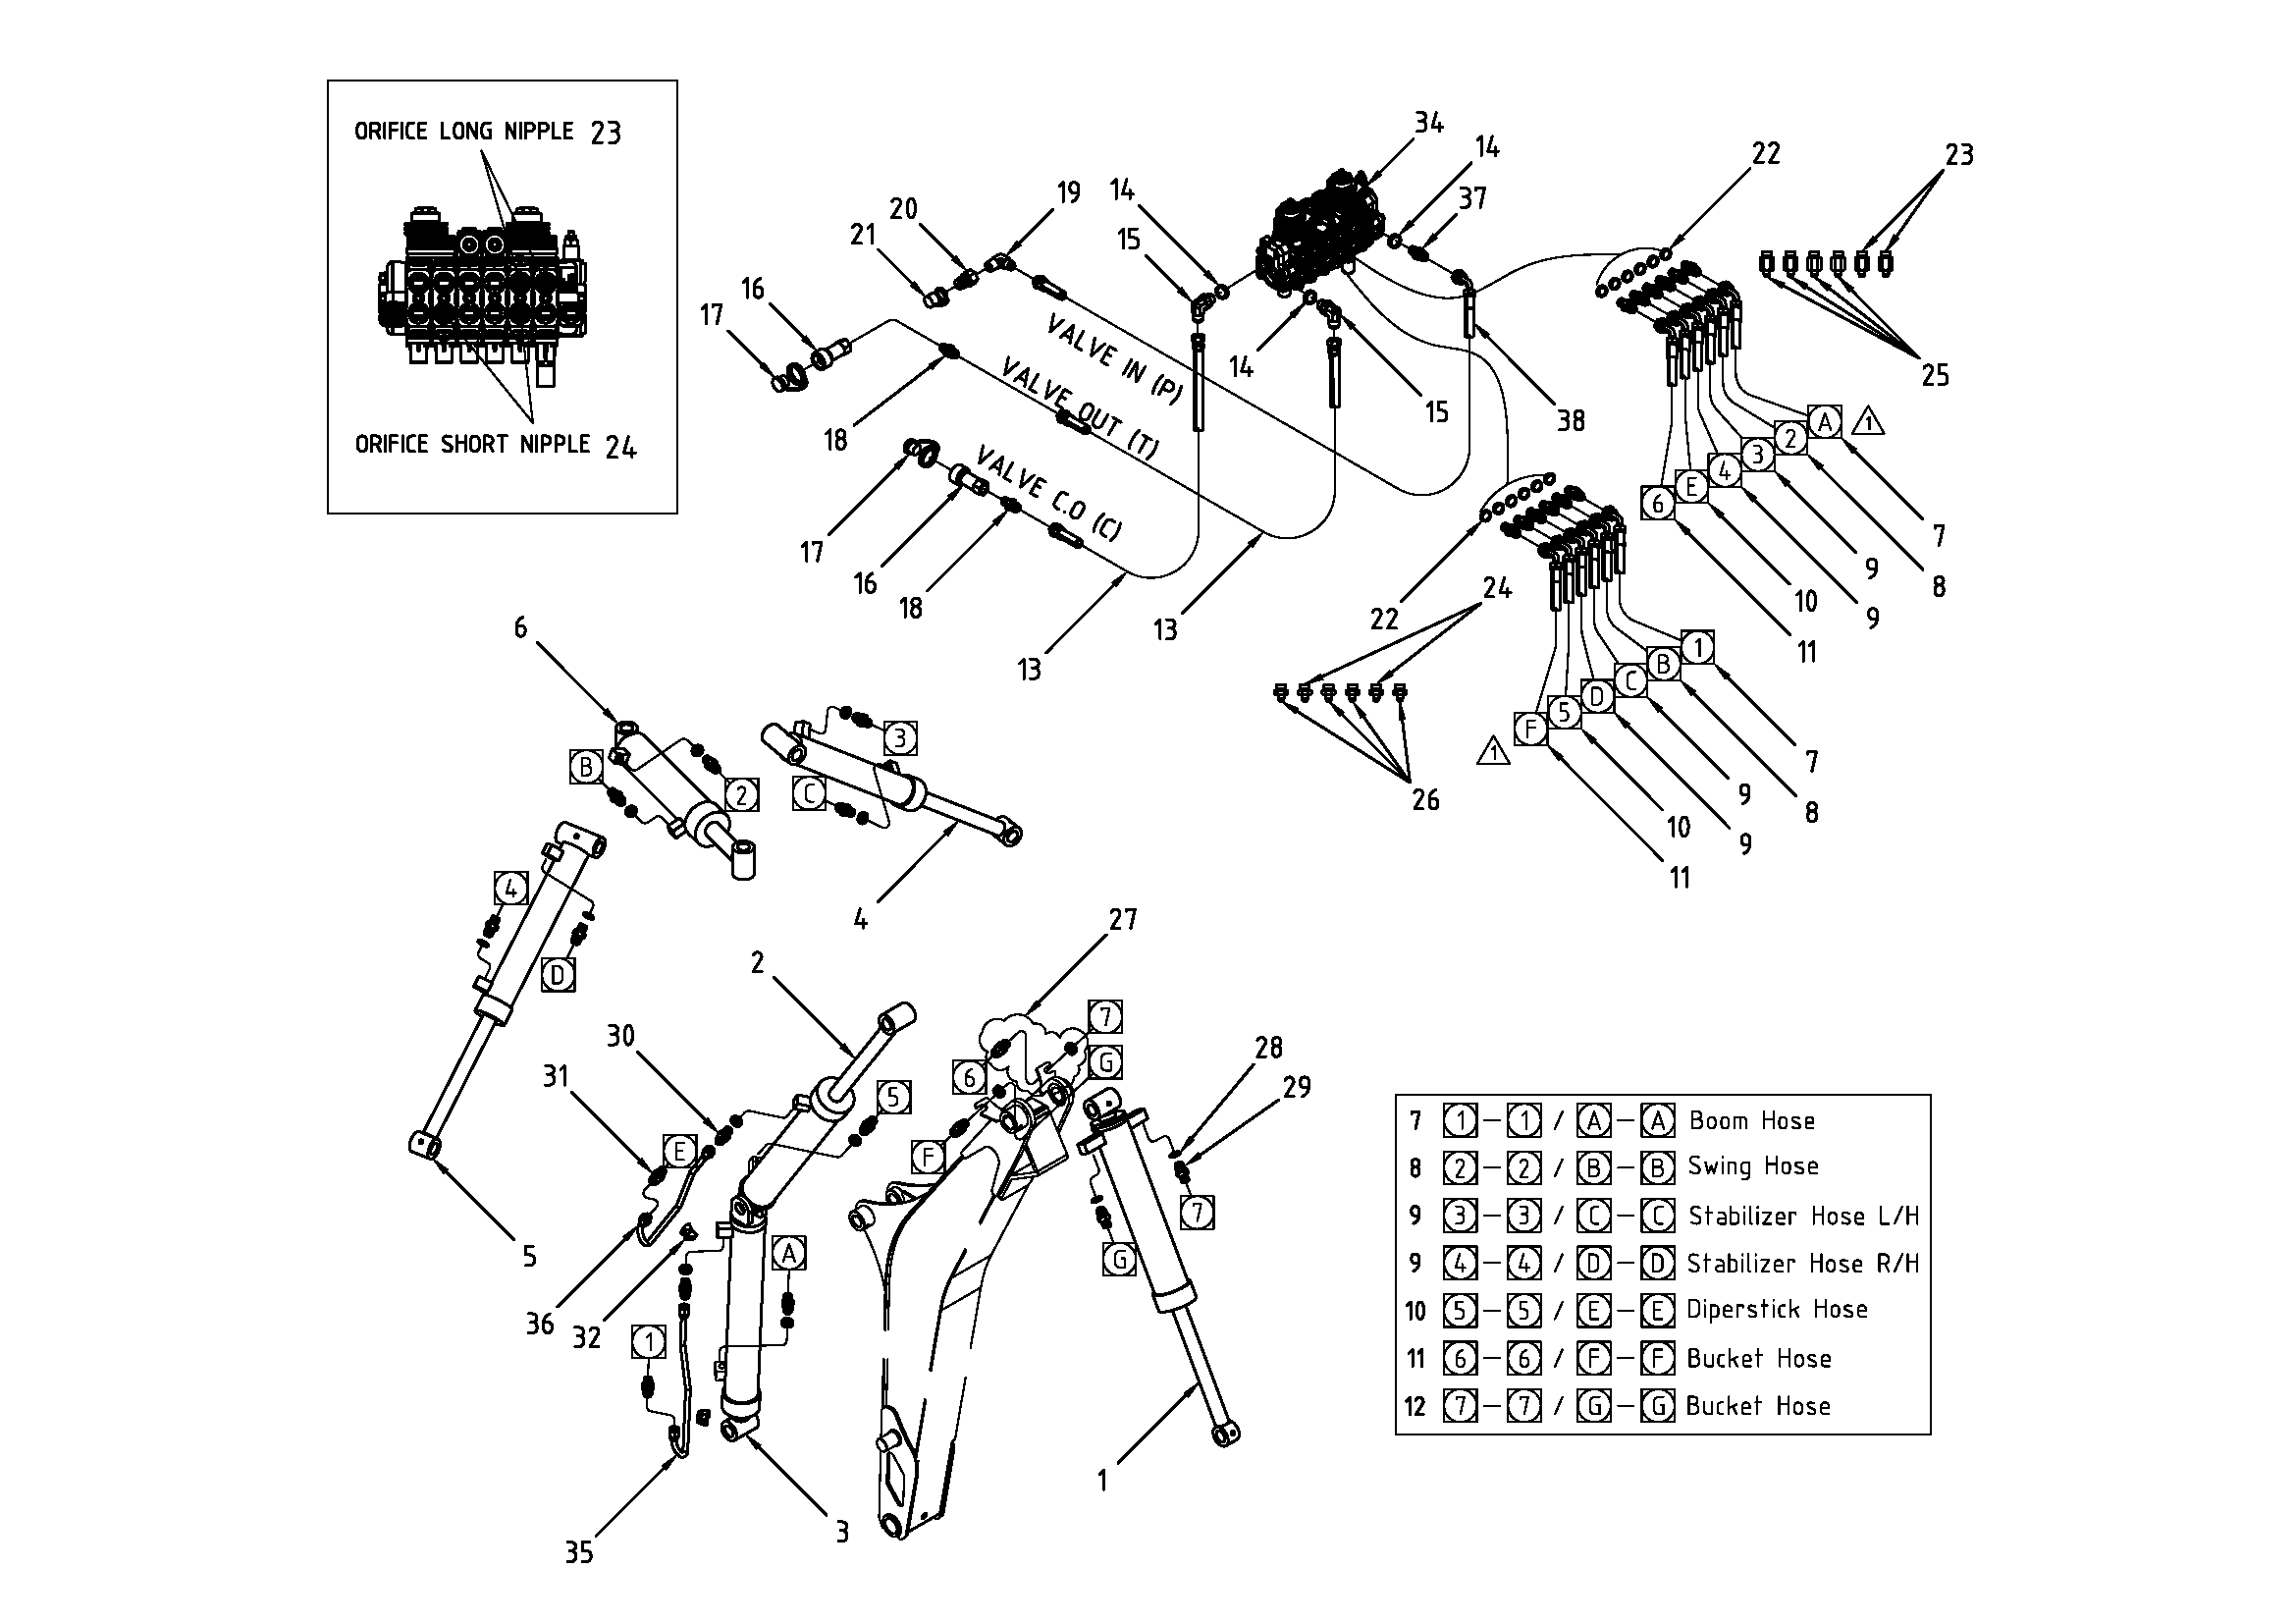 ORIFICE LONG NIPPLE 23
ORIFICE SHORT NIPPLE 24
34
14
37
22
23
14
19
20
21
15
16
17
VALVE IN (P)
VALVE OUT (T)
VALVE C.O (C)
14
15
38
25
18
17
16
18
13
13
A 1
2
3
4
E
6
7
8
9
9
10
11
22
24
26
1
B
C
D
5
F 1
7
8
9
9
10
11
6
B
2
3
C
4
4
D
5
2
27
30
31
E
5
7
6
G
F
28
29
7
G
36
32
A
1
35
3
1
7 1 – 1 / A – A Boom Hose
8 2 – 2 / B – B Swing Hose
9 3 – 3 / C – C Stabilizer Hose L/H
9 4 – 4 / D – D Stabilizer Hose R/H
10 5 – 5 / E – E Diperstick Hose
11 6 – 6 / F – F Bucket Hose
12 7 – 7 / G – G Bucket Hose